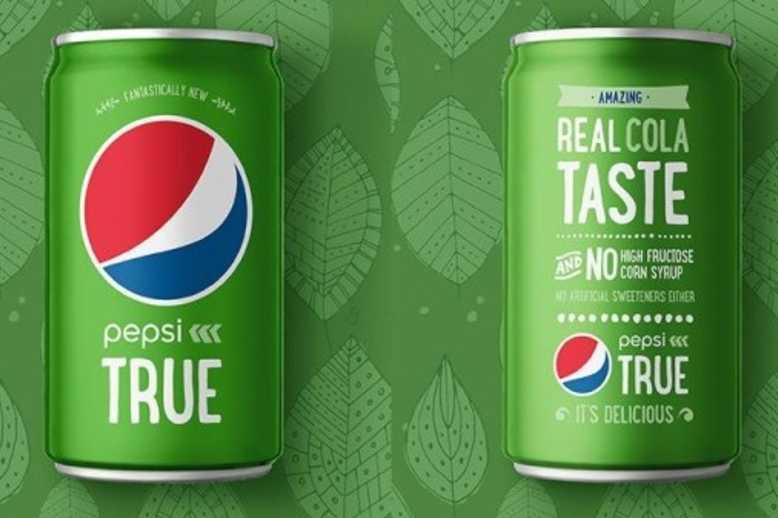 FANTASTICALLY NEW
pepsi
TRUE
· AMAZING ·
REAL COLA
TASTE
AND NO HIGH FRUCTOSE
CORN SYRUP
NO ARTIFICIAL SWEETENERS EITHER
pepsi
TRUE
IT'S DELICIOUS